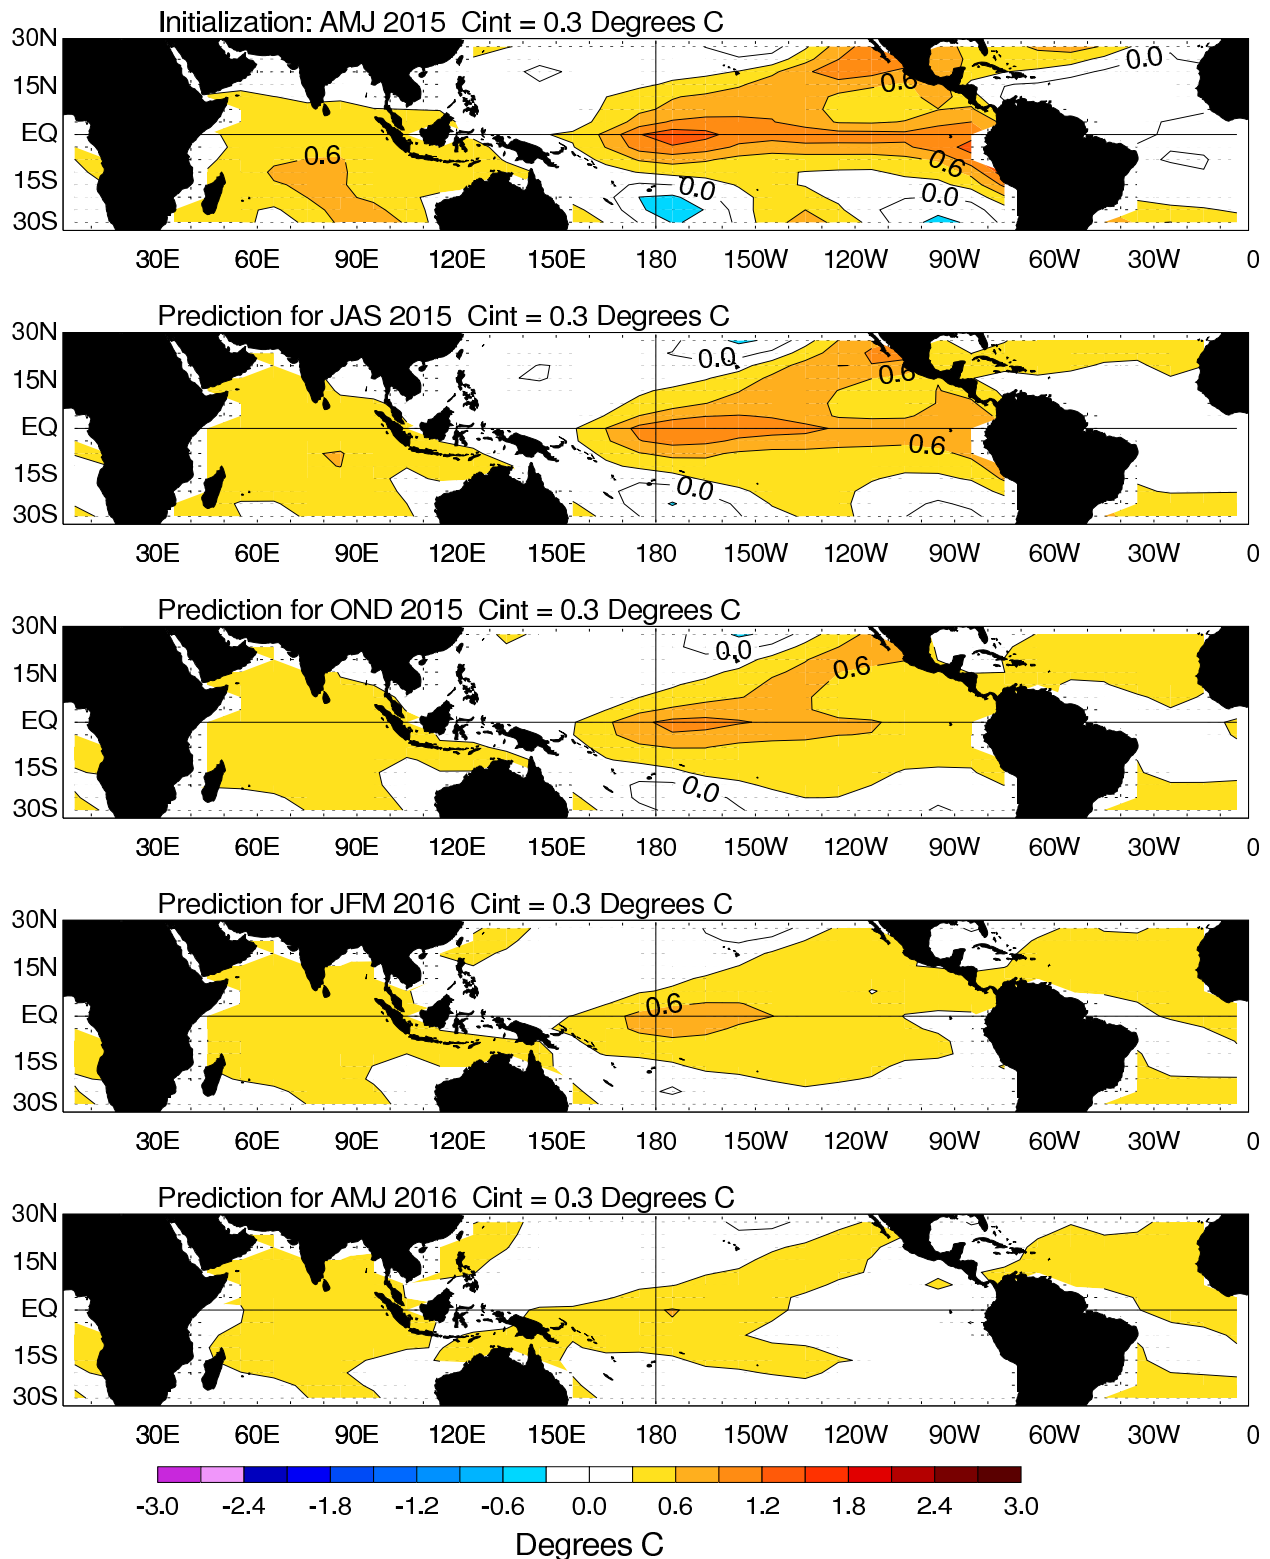 Initialization: AMJ 2015  Cint = 0.3 Degrees C
30N
15N
EQ
15S
30S
0.6
0.6
0.6
0.0
0.0
0.0
30E 60E 90E 120E 150E 180 150W 120W 90W 60W 30W 0
Prediction for JAS 2015  Cint = 0.3 Degrees C
30N
15N
EQ
15S
30S
0.0
0.6
0.6
0.0
30E 60E 90E 120E 150E 180 150W 120W 90W 60W 30W 0
Prediction for OND 2015  Cint = 0.3 Degrees C
30N
15N
EQ
15S
30S
0.0
0.6
0.0
30E 60E 90E 120E 150E 180 150W 120W 90W 60W 30W 0
Prediction for JFM 2016  Cint = 0.3 Degrees C
30N
15N
EQ
15S
30S
0.6
30E 60E 90E 120E 150E 180 150W 120W 90W 60W 30W 0
Prediction for AMJ 2016  Cint = 0.3 Degrees C
30N
15N
EQ
15S
30S
30E 60E 90E 120E 150E 180 150W 120W 90W 60W 30W 0
-3.0 -2.4 -1.8 -1.2 -0.6 0.0 0.6 1.2 1.8 2.4 3.0
Degrees C